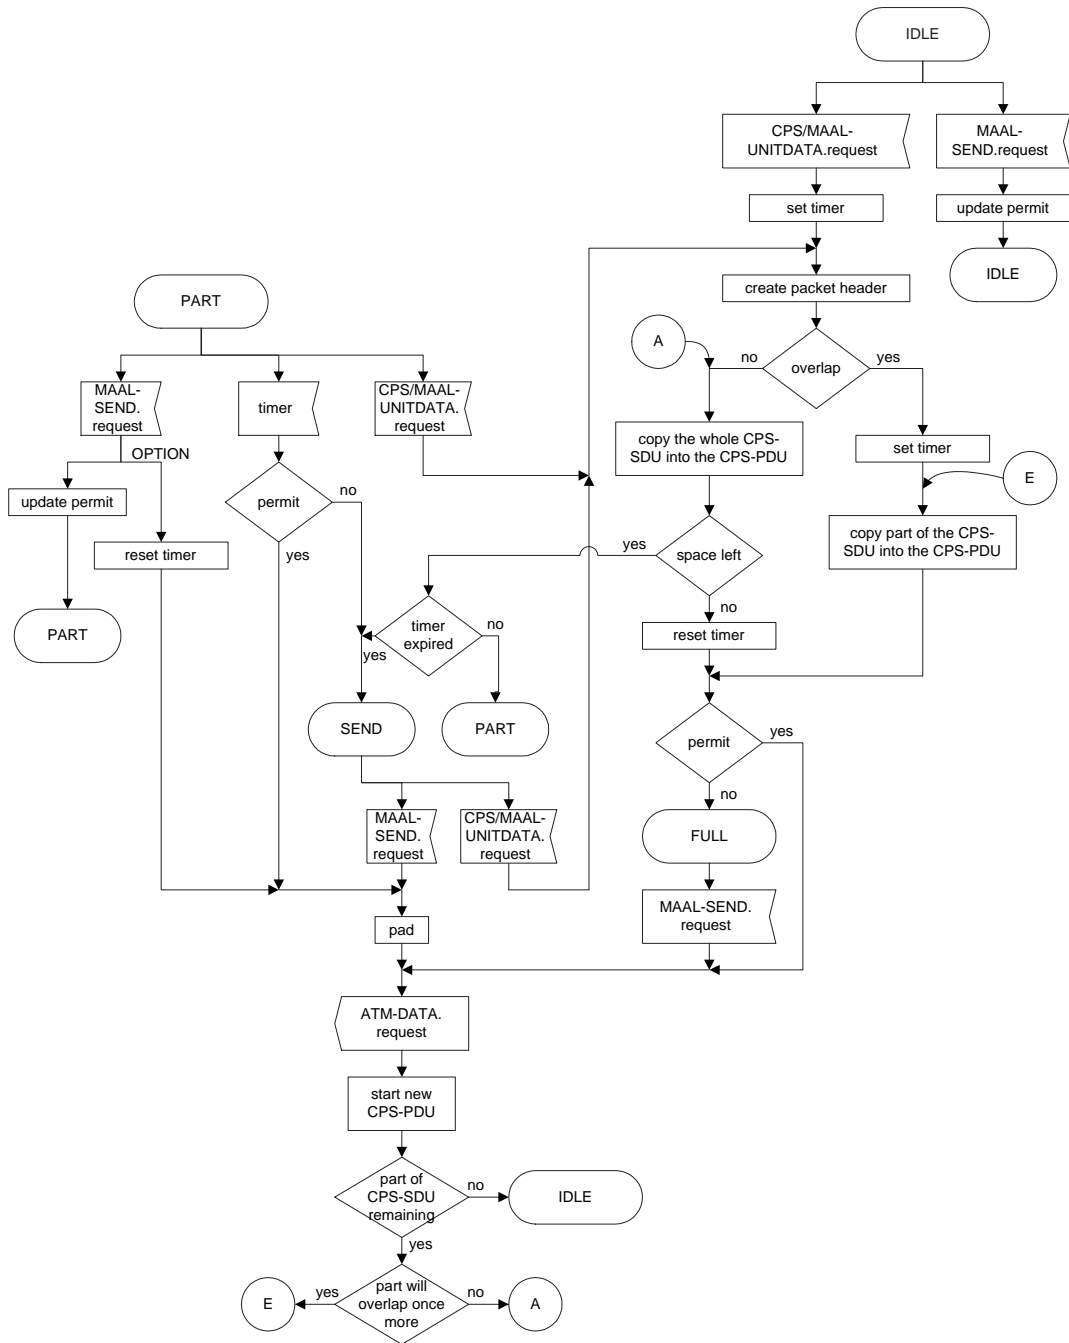 IDLE
CPS/MAAL-
UNITDATA.request
MAAL-
SEND.request
set timer
update permit
IDLE
create packet header
PART
A
no
overlap
yes
MAAL-
SEND.
request
timer
CPS/MAAL-
UNITDATA.
request
OPTION
copy the whole CPS-
SDU into the CPS-PDU
set timer
E
update permit
permit
no
reset timer
yes
copy part of the CPS-
SDU into the CPS-PDU
yes
space left
no
PART
timer
expired
no
yes
reset timer
SEND
PART
permit
yes
no
MAAL-
SEND.
request
CPS/MAAL-
UNITDATA.
request
FULL
MAAL-SEND.
request
pad
ATM-DATA.
request
start new
CPS-PDU
part of
CPS-SDU
remaining
no
IDLE
yes
E
yes
part will
overlap once
more
no
A